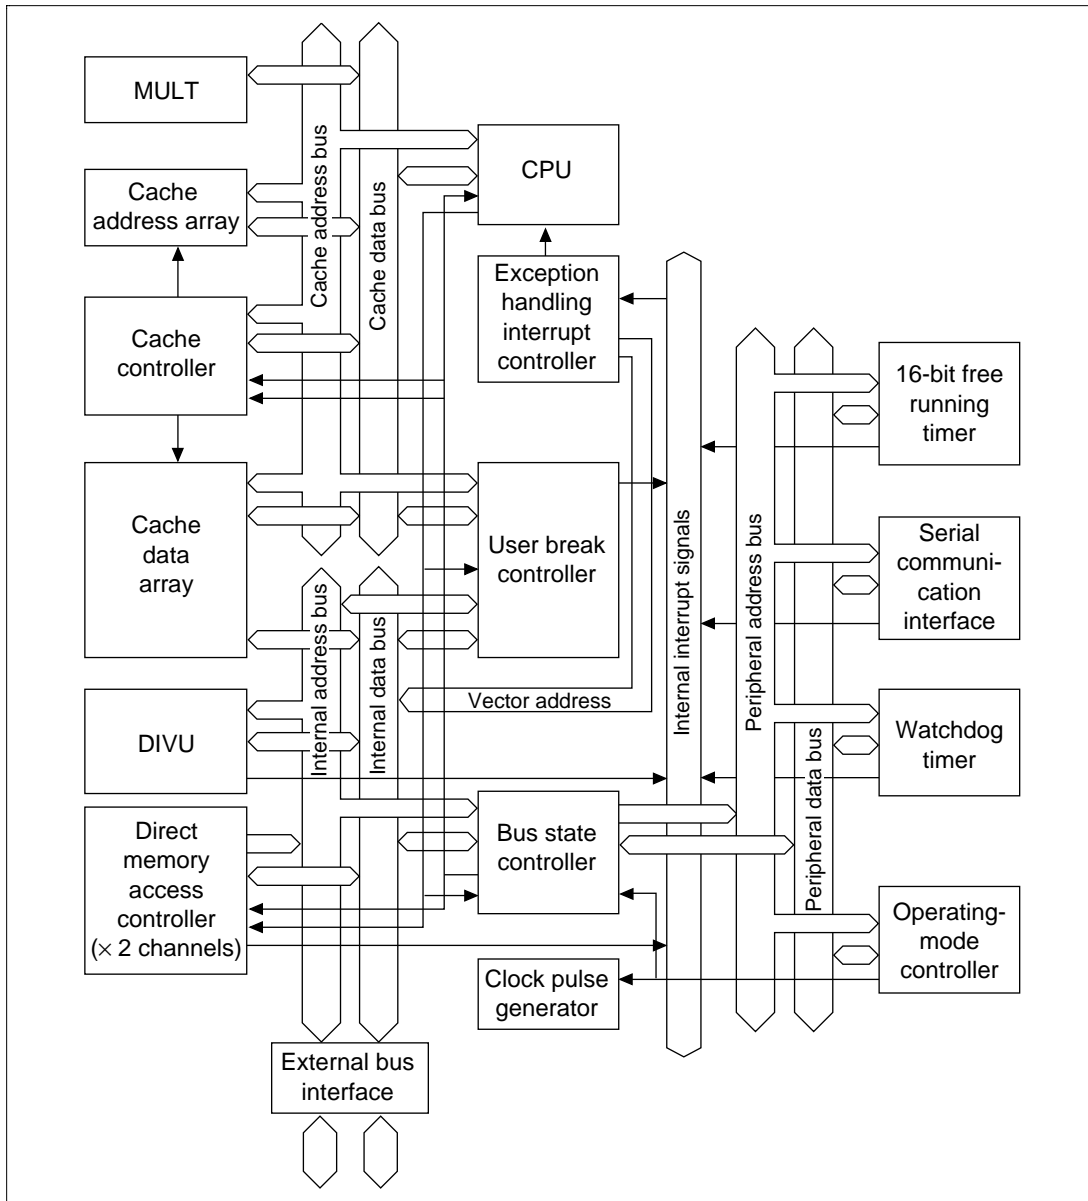 MULT
Cache
address array
Cache
controller
Cache
data
array
DIVU
Direct
memory
access
controller
(× 2 channels)
Cache address bus
Cache data bus
Internal address bus
Internal data bus
External bus
interface
CPU
Exception
handling
interrupt
controller
User break
controller
Vector address
Bus state
controller
Clock pulse
generator
Internal interrupt signals
Peripheral address bus
Peripheral data bus
16-bit free
running
timer
Serial
communi-
cation
interface
Watchdog
timer
Operating-
mode
controller